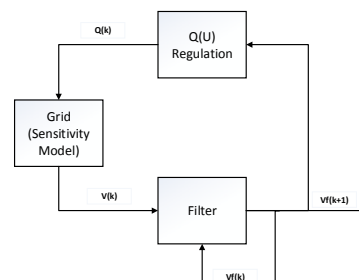 Q(k)
Q(U)
Regulation
Grid
(Sensitivity
Model)
V(k)
Filter
Vf(k+1)
Vf(k)